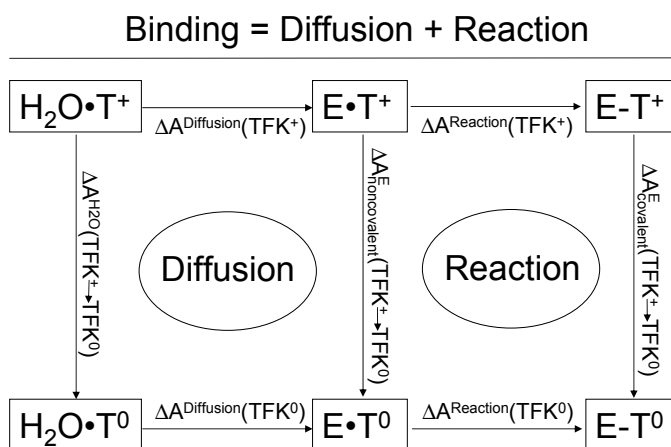 Binding = Diffusion + Reaction
H₂O•T⁺
E•T⁺
E-T⁺
ΔA^Diffusion(TFK⁺)
ΔA^Reaction(TFK⁺)
ΔA^H2O(TFK⁺→TFK⁰)
ΔA^E_noncovalent(TFK⁺→TFK⁰)
ΔA^E_covalent(TFK⁺→TFK⁰)
Diffusion
Reaction
ΔA^Diffusion(TFK⁰)
ΔA^Reaction(TFK⁰)
H₂O•T⁰
E•T⁰
E-T⁰